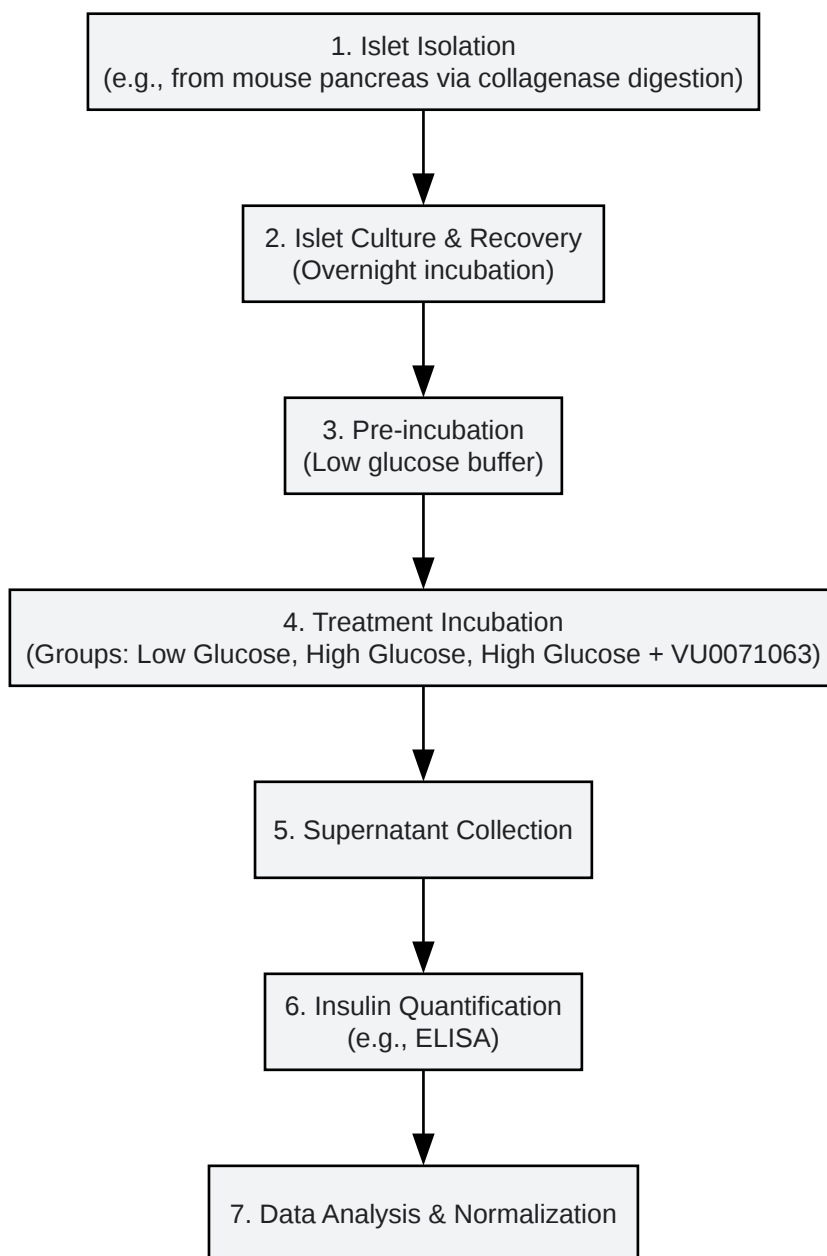 1. Islet Isolation
(e.g., from mouse pancreas via collagenase digestion)
2. Islet Culture & Recovery
(Overnight incubation)
3. Pre-incubation
(Low glucose buffer)
4. Treatment Incubation
(Groups: Low Glucose, High Glucose, High Glucose + VU0071063)
5. Supernatant Collection
6. Insulin Quantification
(e.g., ELISA)
7. Data Analysis & Normalization